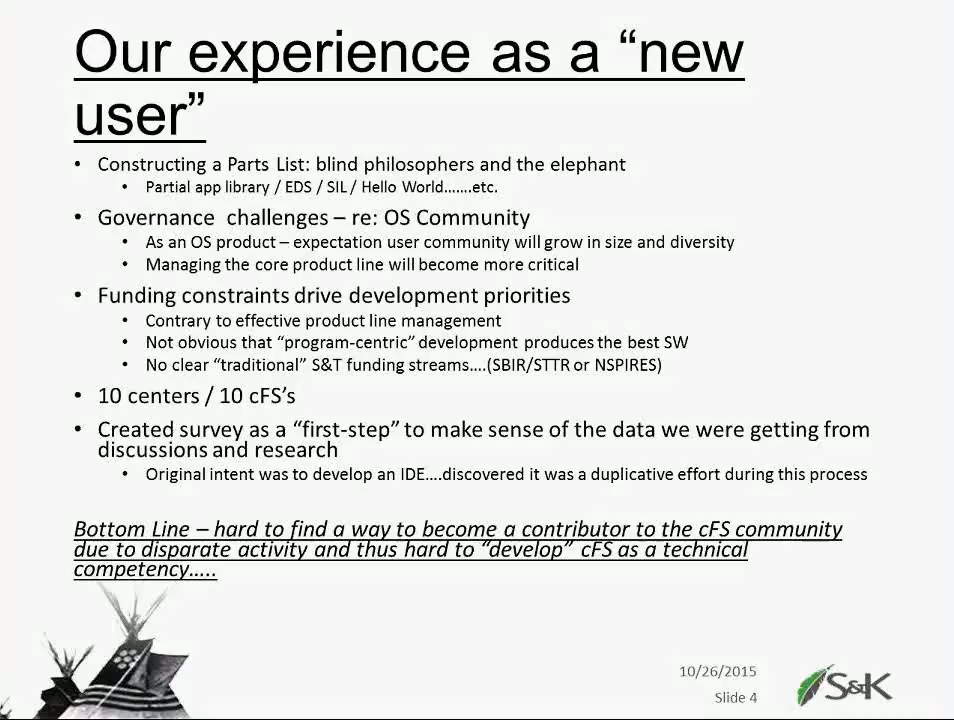 Our experience as a “new
user”
• Constructing a Parts List: blind philosophers and the elephant
• Partial app library / EDS / SIL / Hello World…….etc.
• Governance  challenges – re: OS Community
• As an OS product – expectation user community will grow in size and diversity
• Managing the core product line will become more critical
• Funding constraints drive development priorities
• Contrary to effective product line management
• Not obvious that “program-centric” development produces the best SW
• No clear “traditional” S&T funding streams….(SBIR/STTR or NSPIRES)
• 10 centers / 10 cFS’s
• Created survey as a “first-step” to make sense of the data we were getting from
discussions and research
• Original intent was to develop an IDE….discovered it was a duplicative effort during this process
Bottom Line – hard to find a way to become a contributor to the cFS community
due to disparate activity and thus hard to “develop” cFS as a technical
competency…..
10/26/2015
Slide 4
S&K